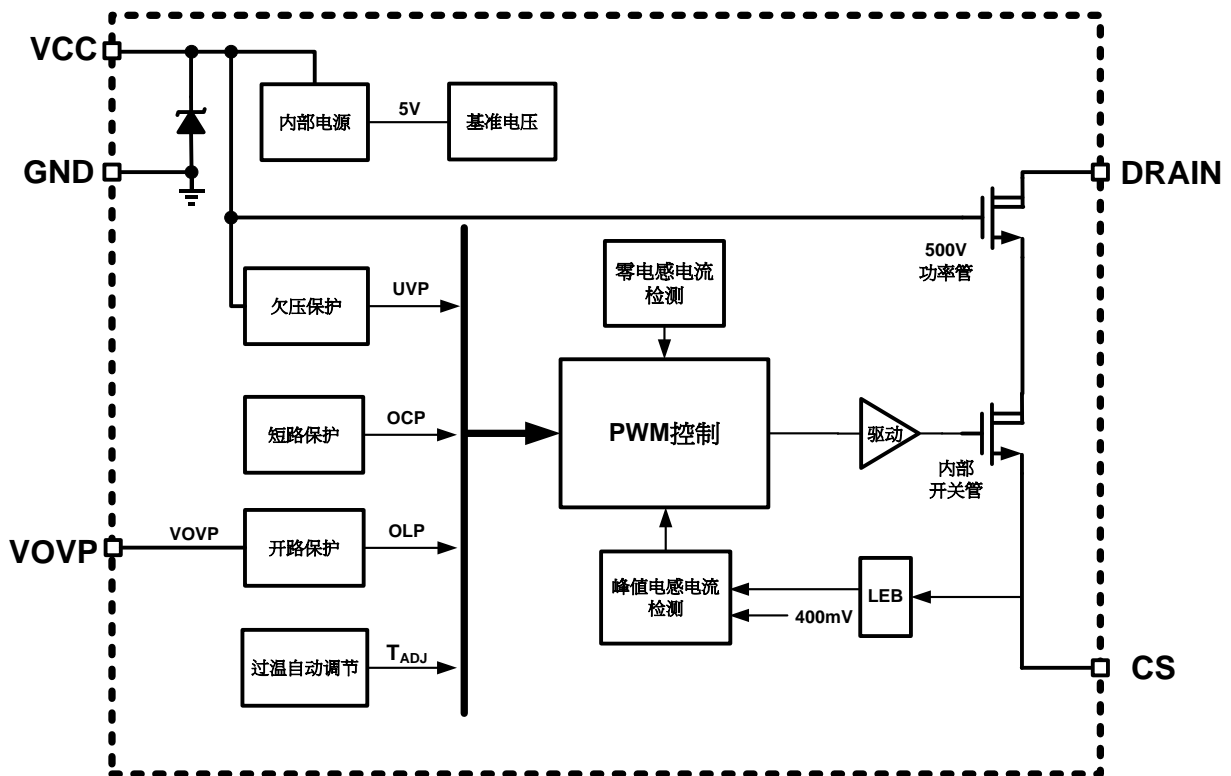 VCC
内部电源
5V
基准电压
GND
DRAIN
500V
功率管
零电感电流
检测
欠压保护
UVP
短路保护
OCP
PWM控制
驱动
内部
开关管
VOVP
VOVP
开路保护
OLP
峰值电感电流
检测
LEB
400mV
过温自动调节
TADJ
CS